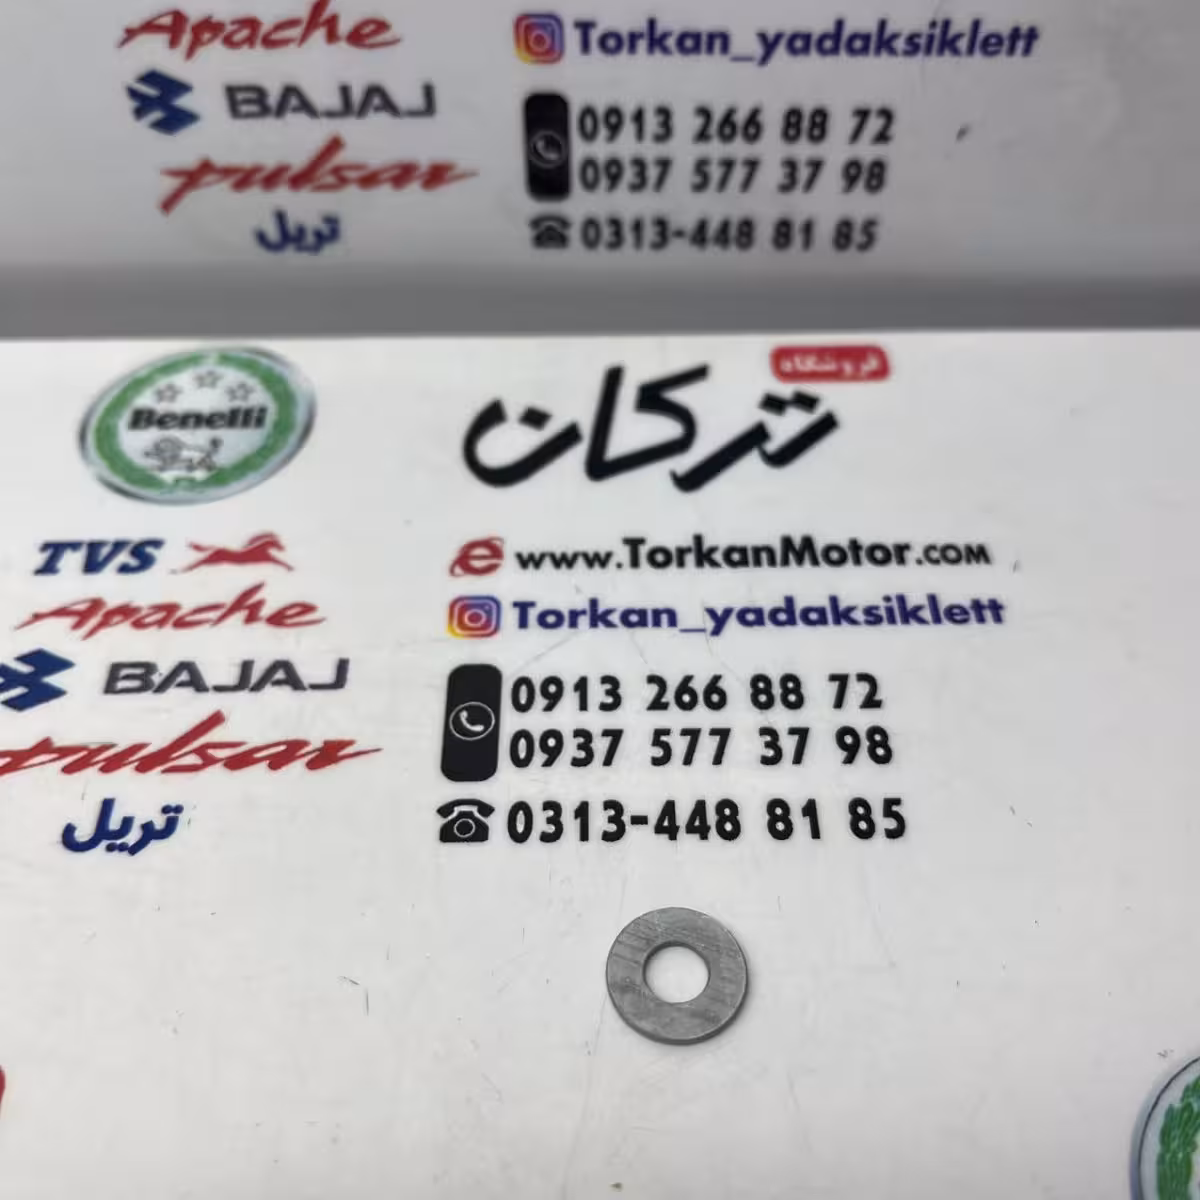 Apache
Torkan_yadaksiklett
BAJAJ
0913 266 88 72
pulsar
0937 577 37 98
تریل
0313-448 81 85
فروشگاه
ترکان
Benelli
TVS
www.TorkanMotor.com
Apache
Torkan_yadaksiklett
BAJAJ
0913 266 88 72
pulsar
0937 577 37 98
تریل
0313-448 81 85